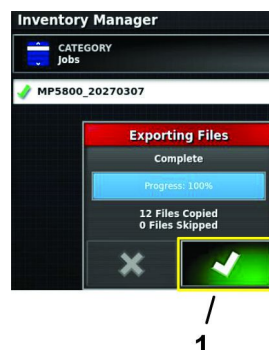 Inventory Manager
CATEGORY
Jobs
MP5800_20270307
Exporting Files
Complete
Progress: 100%
12 Files Copied
0 Files Skipped
1